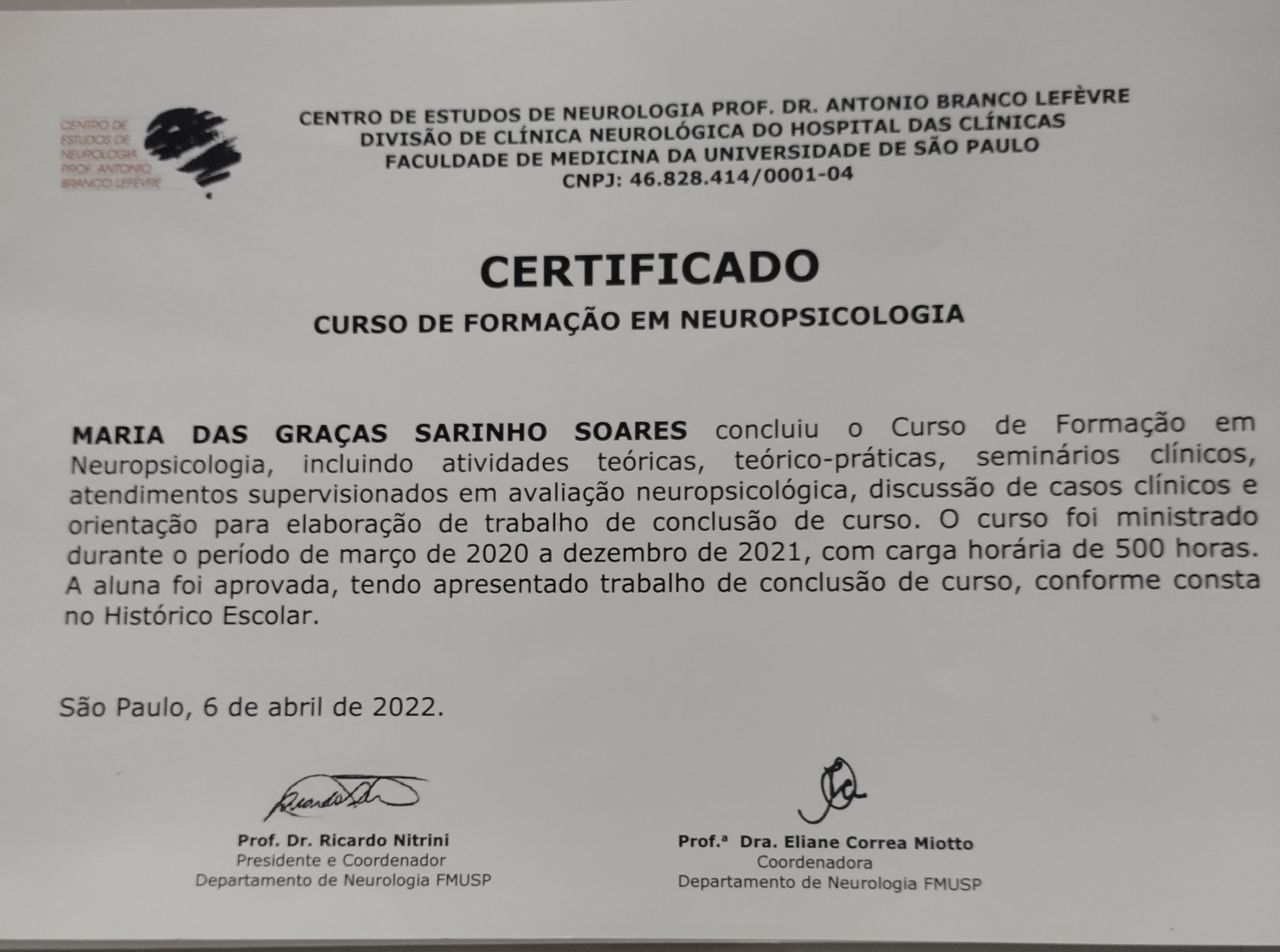 CENTRO DE
ESTUDOS DE
NEUROLOGIA
PROF. ANTONIO
BRANCO LEFÈVRE
CENTRO DE ESTUDOS DE NEUROLOGIA PROF. DR. ANTONIO BRANCO LEFÈVRE
DIVISÃO DE CLÍNICA NEUROLÓGICA DO HOSPITAL DAS CLÍNICAS
FACULDADE DE MEDICINA DA UNIVERSIDADE DE SÃO PAULO
CNPJ: 46.828.414/0001-04
CERTIFICADO
CURSO DE FORMAÇÃO EM NEUROPSICOLOGIA
MARIA DAS GRAÇAS SARINHO SOARES concluiu o Curso de Formação em
Neuropsicologia, incluindo atividades teóricas, teórico-práticas, seminários clínicos,
atendimentos supervisionados em avaliação neuropsicológica, discussão de casos clínicos e
orientação para elaboração de trabalho de conclusão de curso. O curso foi ministrado
durante o período de março de 2020 a dezembro de 2021, com carga horária de 500 horas.
A aluna foi aprovada, tendo apresentado trabalho de conclusão de curso, conforme consta
no Histórico Escolar.
São Paulo, 6 de abril de 2022.
Prof. Dr. Ricardo Nitrini
Presidente e Coordenador
Departamento de Neurologia FMUSP
Prof.ª Dra. Eliane Correa Miotto
Coordenadora
Departamento de Neurologia FMUSP